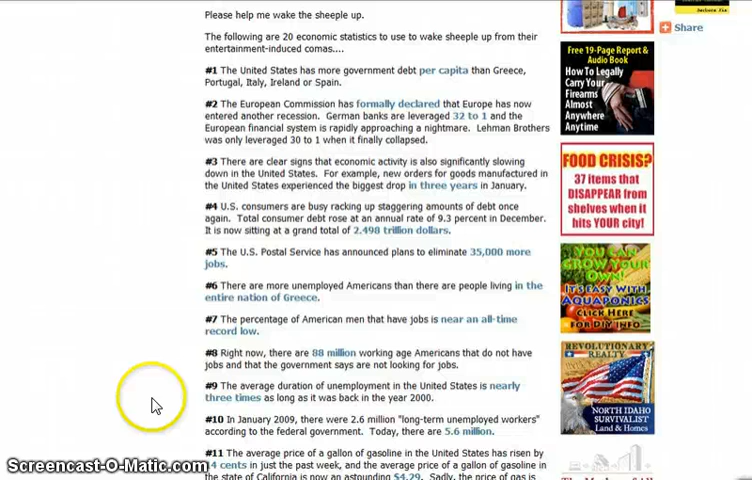 Please help me wake the sheeple up.
The following are 20 economic statistics to use to wake sheeple up from their
entertainment-induced comas....
#1 The United States has more government debt per capita than Greece,
Portugal, Italy, Ireland or Spain.
#2 The European Commission has formally declared that Europe has now
entered another recession. German banks are leveraged 32 to 1 and the
European financial system is rapidly approaching a nightmare. Lehman Brothers
was only leveraged 30 to 1 when it finally collapsed.
#3 There are clear signs that economic activity is also significantly slowing
down in the United States. For example, new orders for goods manufactured in
the United States experienced the biggest drop in three years in January.
#4 U.S. consumers are busy racking up staggering amounts of debt once
again. Total consumer debt rose at an annual rate of 9.3 percent in December.
It is now sitting at a grand total of 2.498 trillion dollars.
#5 The U.S. Postal Service has announced plans to eliminate 35,000 more
jobs.
#6 There are more unemployed Americans than there are people living in the
entire nation of Greece.
#7 The percentage of American men that have jobs is near an all-time
record low.
#8 Right now, there are 88 million working age Americans that do not have
jobs and that the government says are not looking for jobs.
#9 The average duration of unemployment in the United States is nearly
three times as long as it was back in the year 2000.
#10 In January 2009, there were 2.6 million "long-term unemployed workers"
according to the federal government. Today, there are 5.6 million.
#11 The average price of a gallon of gasoline in the United States has risen by
14 cents in just the past week, and the average price of a gallon of gasoline in
the state of California is now an astounding $4.29. Sadly, the price of gas is
Share
Free 19-Page Report &
Audio Book
How To Legally
Carry Your
Firearms
Almost
Anywhere
Anytime
FOOD CRISIS?
37 items that
DISAPPEAR from
shelves when it
hits YOUR city!
YOU CAN
GROW YOUR
OWN!
IT'S EASY WITH
AQUAPONICS
CLICK HERE
FOR DIY INFO
REVOLUTIONARY
REALTY
NORTH IDAHO
SURVIVALIST
Land & Homes
Screencast-O-Matic.com